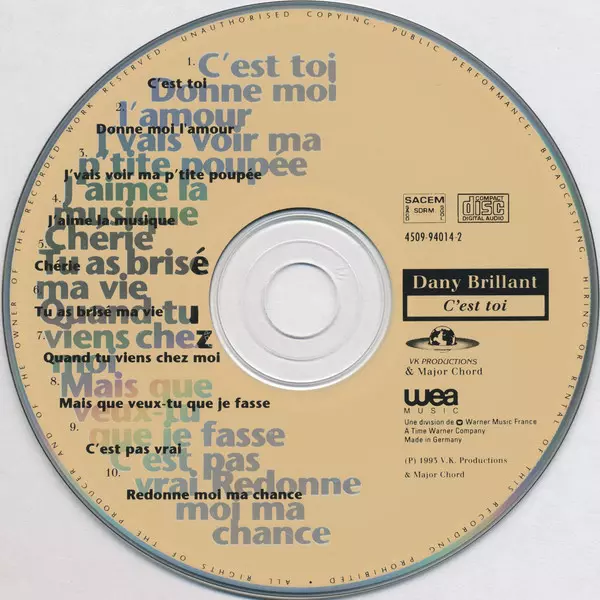 1.
C'est toi
C'est toi
Donne moi
2.
l'amour
Donne moi l'amour
J vais voir ma
3.
p'tite poupée
J'vais voir ma p'tite poupée
4.
J'aime la
musique
J'aime la musique
5.
Chérie
Chérie
Tu as brisé
6.
ma vie
Tu as brisé ma vie
7.
Quand tu
viens chez
Quand tu viens chez moi
moi
8.
Mais que
Mais que veux-tu que je fasse
veux-tu
9.
que je fasse
C'est pas vrai
C'est pas
10.
vrai Redonne
Redonne moi ma chance
moi ma
chance
SACEM
SDRM
COMPACT
disc
DIGITAL AUDIO
4509-94014-2
Dany Brillant
C'est toi
VK PRODUCTIONS
& Major Chord
wea
MUSIC
Une division de Warner Music France
A Time Warner Company
Made in Germany
(P) 1993 V.K. Productions
& Major Chord
ALL RIGHTS OF THE PRODUCER AND OF THE OWNER OF THE RECORDED WORK RESERVED UNAUTHORISED COPYING, PUBLIC PERFORMANCE, BROADCASTING, HIRING OR RENTAL OF THIS RECORDING PROHIBITED